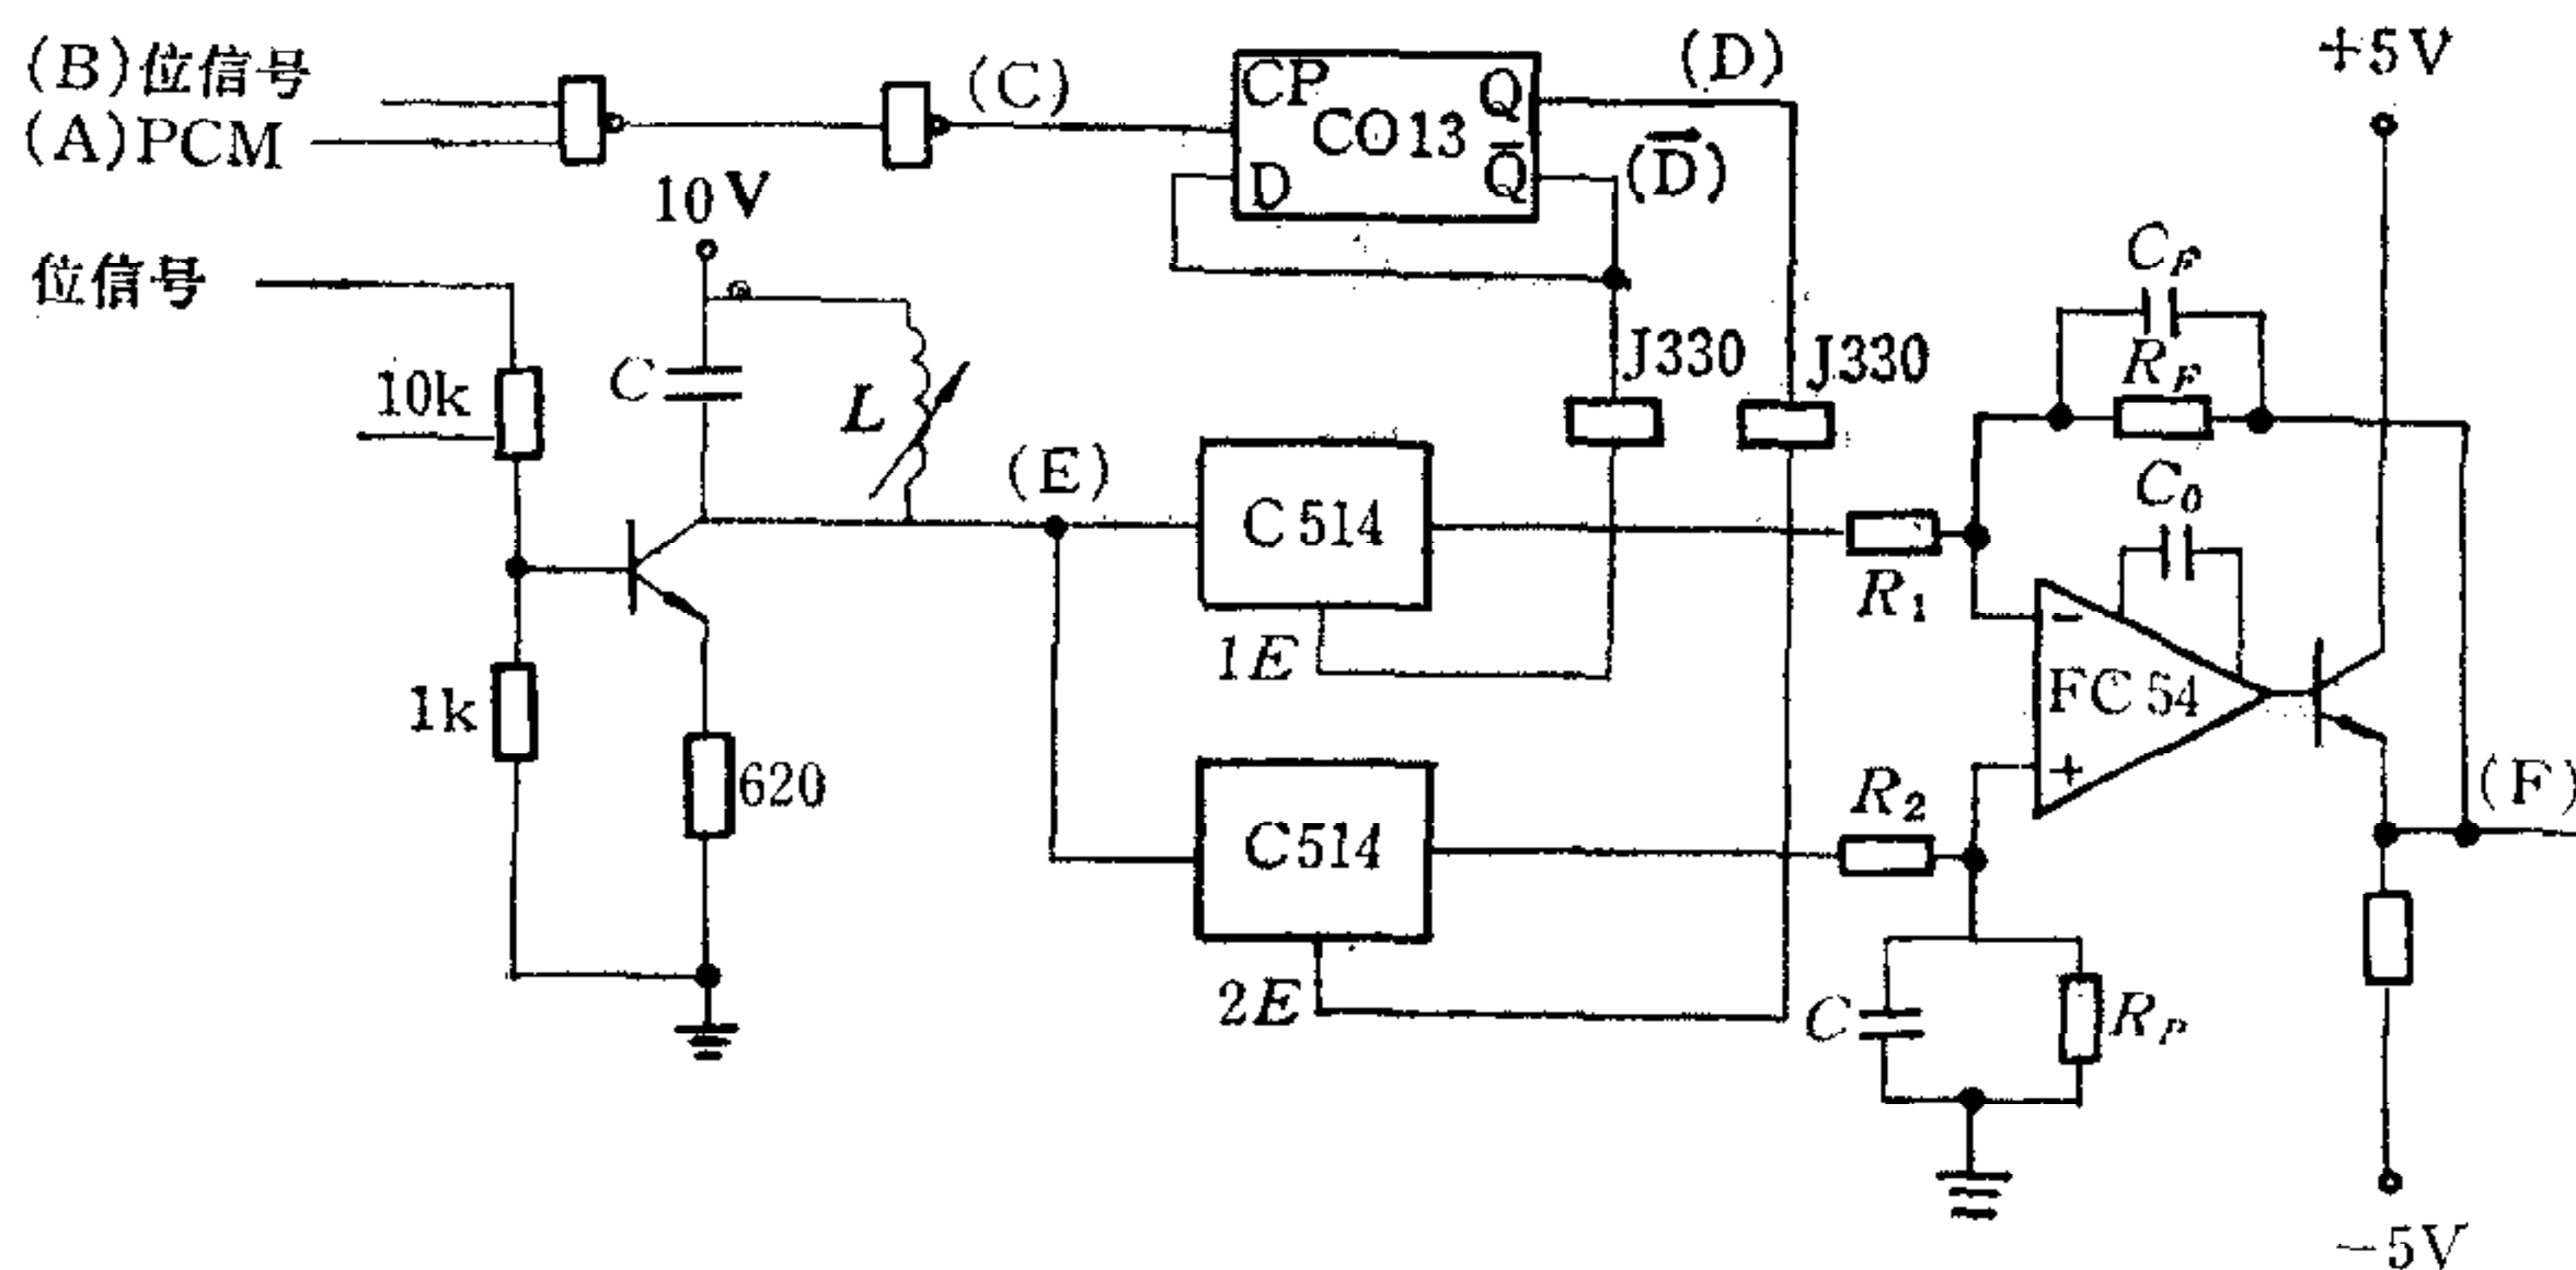 (B)位信号
(A)PCM
(C)
CP
Q
CO13
D
Q̄
(D)
(D̄)
+5V
位信号
10V
10k
C
L
(E)
J330
J330
C_F
R_F
C_0
C514
R_1
1E
FC54
1k
620
C514
R_2
2E
C
R_P
(F)
−5V